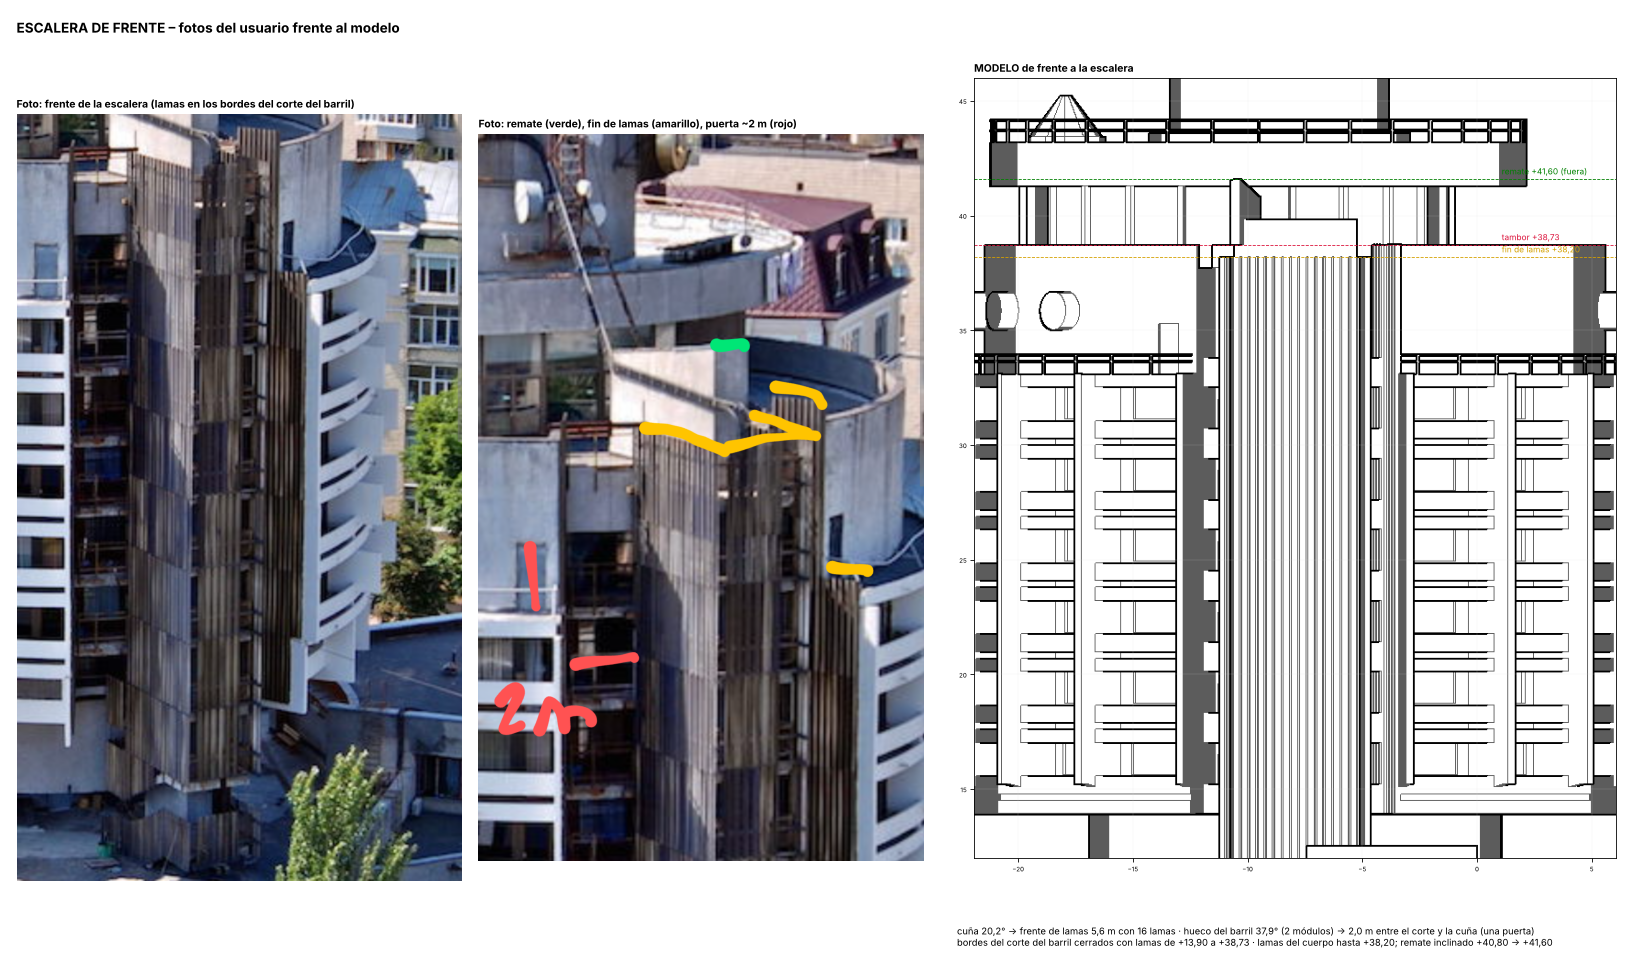 ESCALERA DE FRENTE – fotos del usuario frente al modelo
Foto: frente de la escalera (lamas en los bordes del corte del barril)
Foto: remate (verde), fin de lamas (amarillo), puerta ~2 m (rojo)
2m
MODELO de frente a la escalera
45
40
35
30
25
20
15
remate +41,60 (fuera)
tambor +38,73
fin de lamas +38,20
−20
−15
−10
−5
0
5
cuña 20,2° → frente de lamas 5,6 m con 16 lamas · hueco del barril 37,9° (2 módulos) → 2,0 m entre el corte y la cuña (una puerta)
bordes del corte del barril cerrados con lamas de +13,90 a +38,73 · lamas del cuerpo hasta +38,20; remate inclinado +40,80 → +41,60